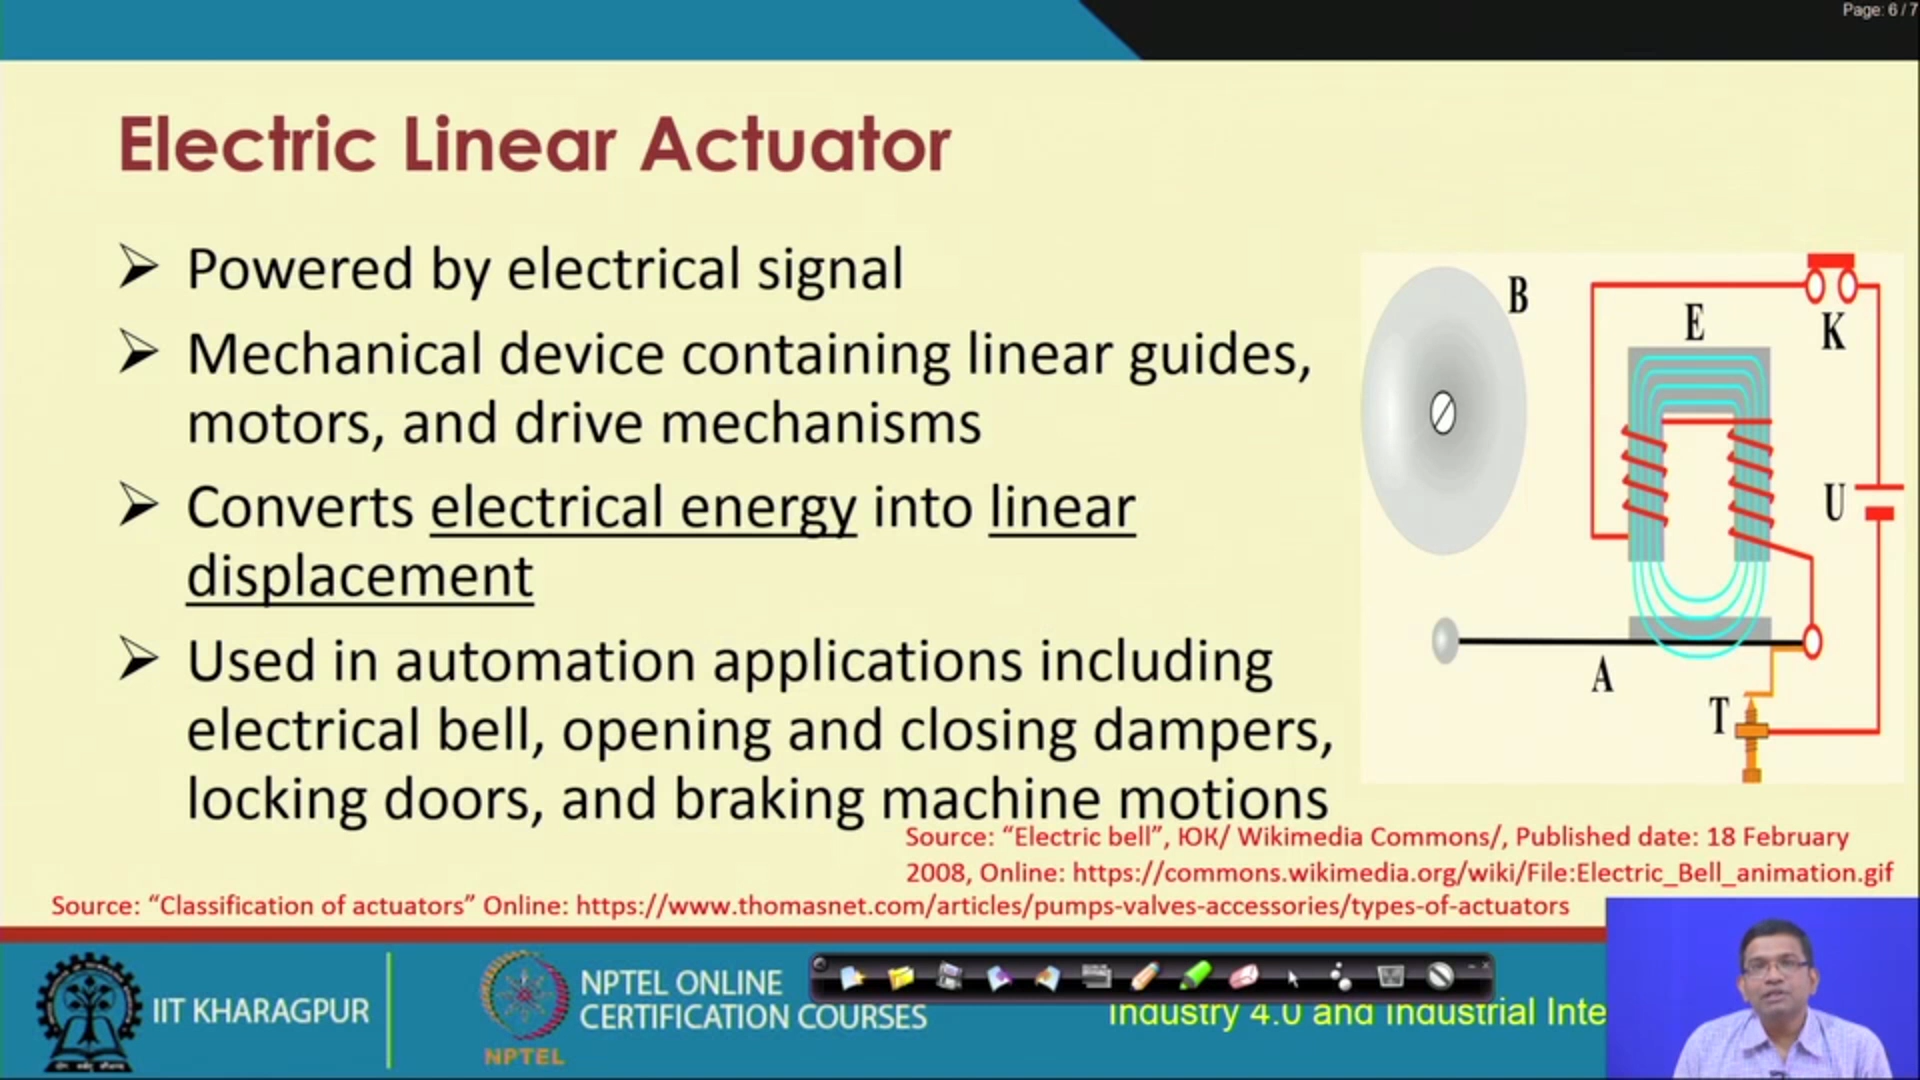 Page: 6 / 7
Electric Linear Actuator
➢ Powered by electrical signal
➢ Mechanical device containing linear guides,
motors, and drive mechanisms
➢ Converts electrical energy into linear
displacement
➢ Used in automation applications including
electrical bell, opening and closing dampers,
locking doors, and braking machine motions
B
E
K
U
A
T
Source: “Electric bell”, ЮК/ Wikimedia Commons/, Published date: 18 February
2008, Online: https://commons.wikimedia.org/wiki/File:Electric_Bell_animation.gif
Source: “Classification of actuators” Online: https://www.thomasnet.com/articles/pumps-valves-accessories/types-of-actuators
IIT KHARAGPUR
NPTEL
NPTEL ONLINE
CERTIFICATION COURSES
Industry 4.0 and Industrial Inte